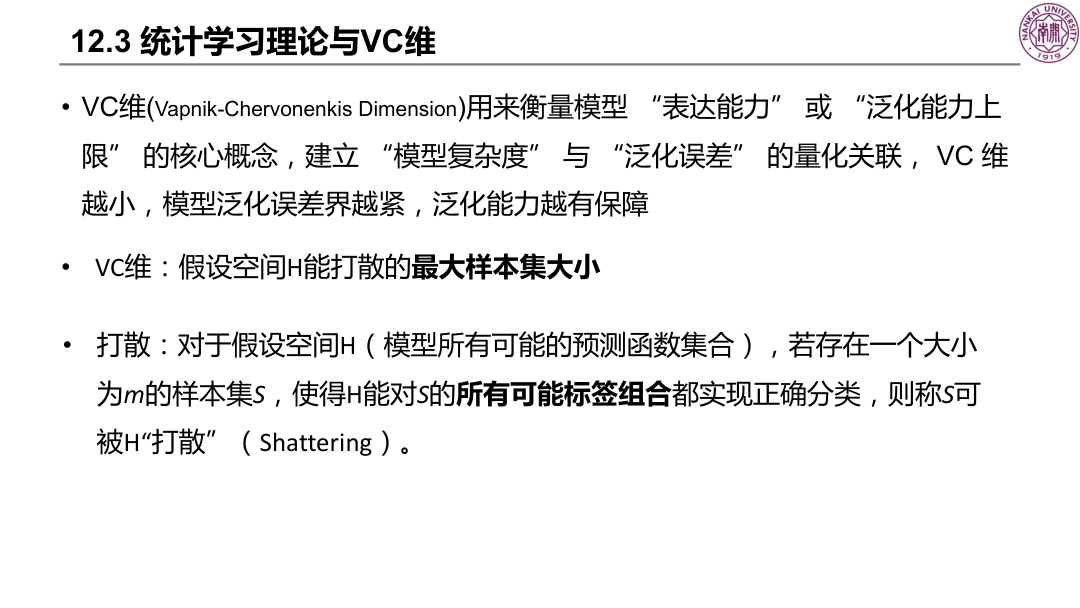 12.3 统计学习理论与VC维
NANKAI UNIVERSITY
1919
• VC维(Vapnik-Chervonenkis Dimension)用来衡量模型 “表达能力” 或 “泛化能力上
限” 的核心概念，建立 “模型复杂度” 与 “泛化误差” 的量化关联， VC 维
越小，模型泛化误差界越紧，泛化能力越有保障
• VC维：假设空间H能打散的最大样本集大小
• 打散：对于假设空间H（模型所有可能的预测函数集合），若存在一个大小
为m的样本集S，使得H能对S的所有可能标签组合都实现正确分类，则称S可
被H“打散”（Shattering）。